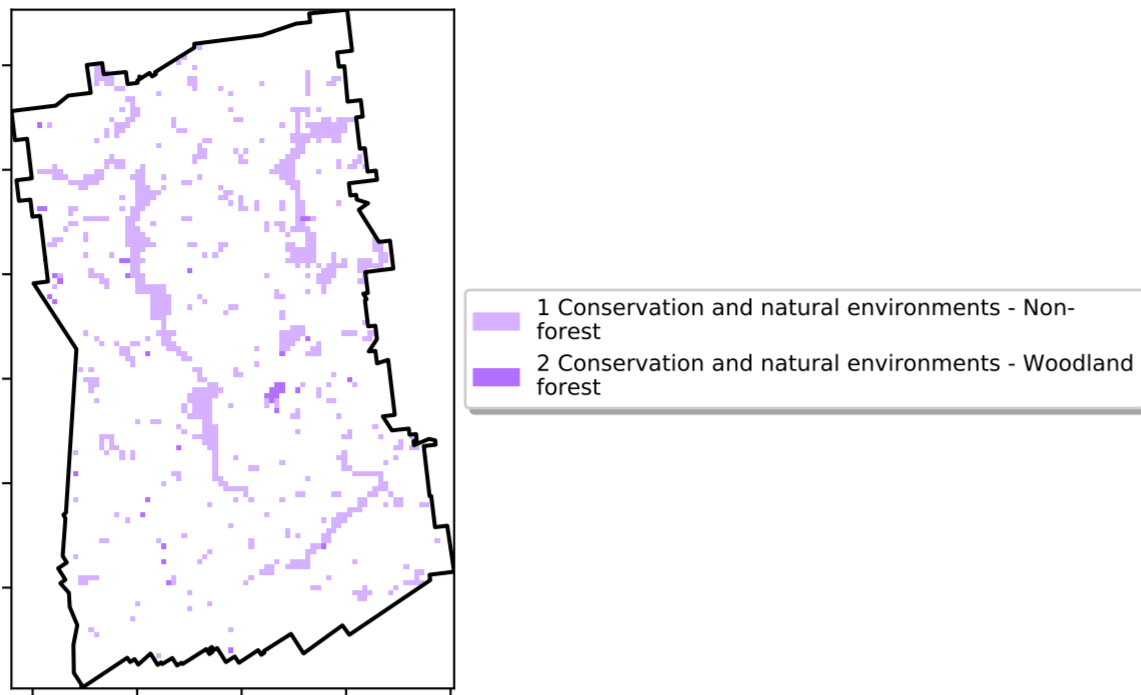 1 Conservation and natural environments - Non-
forest
2 Conservation and natural environments - Woodland
forest